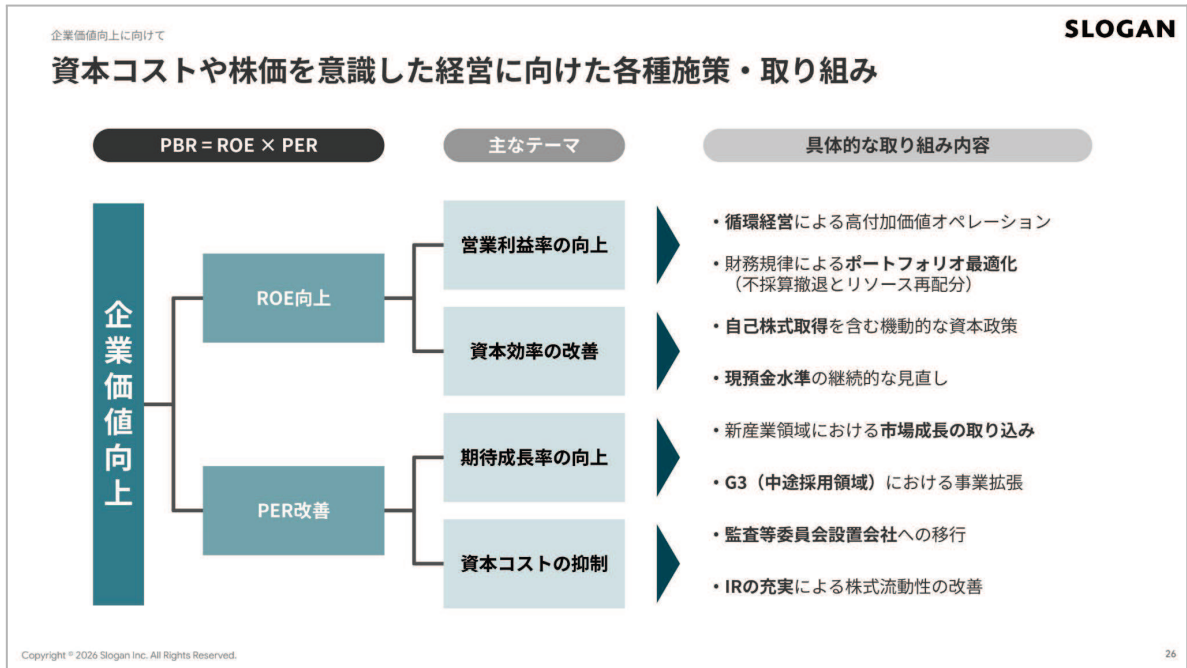 企業価値向上に向けて
SLOGAN
資本コストや株価を意識した経営に向けた各種施策・取り組み
PBR = ROE × PER
主なテーマ
具体的な取り組み内容
企業価値向上
ROE向上
PER改善
営業利益率の向上
資本効率の改善
期待成長率の向上
資本コストの抑制
・循環経営による高付加価値オペレーション
・財務規律によるポートフォリオ最適化
（不採算撤退とリソース再配分）
・自己株式取得を含む機動的な資本政策
・現預金水準の継続的な見直し
・新産業領域における市場成長の取り込み
・G3（中途採用領域）における事業拡張
・監査等委員会設置会社への移行
・IRの充実による株式流動性の改善
Copyright © 2026 Slogan Inc. All Rights Reserved.
26